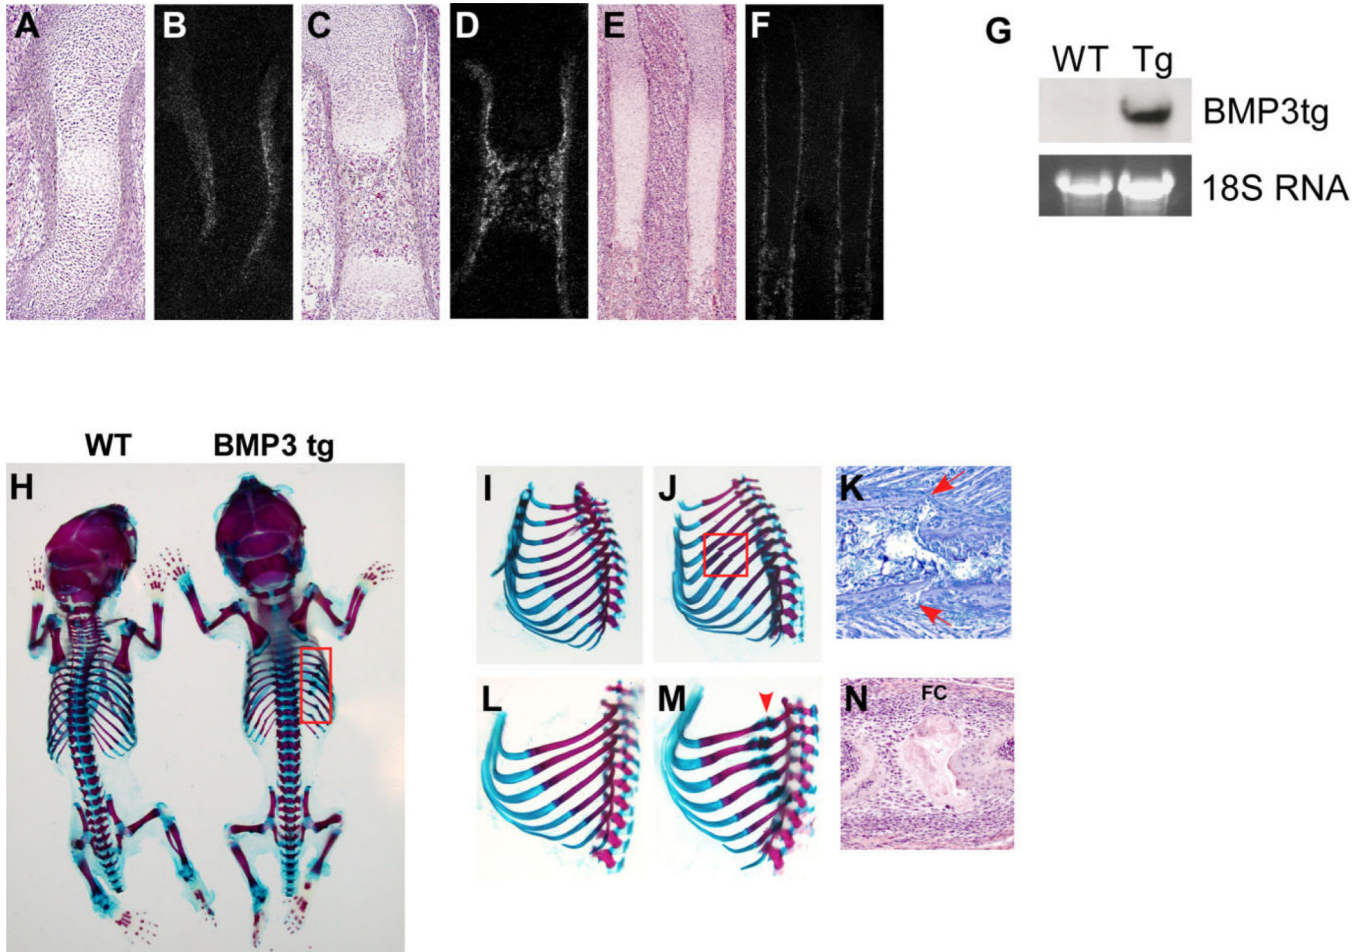 A B C D E F G
WT Tg
BMP3tg
18S RNA
WT BMP3 tg
H I J K
L M N FC